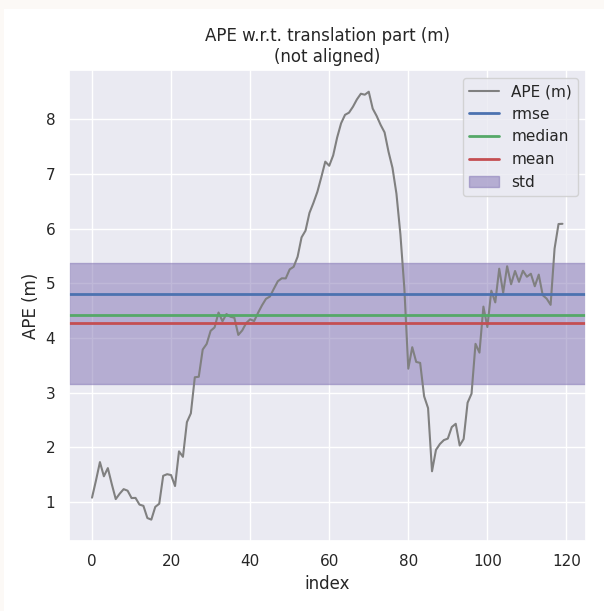 APE w.r.t. translation part (m)
(not aligned)
APE (m)
rmse
median
mean
std
8
7
6
5
4
3
2
1
APE (m)
0 20 40 60 80 100 120
index